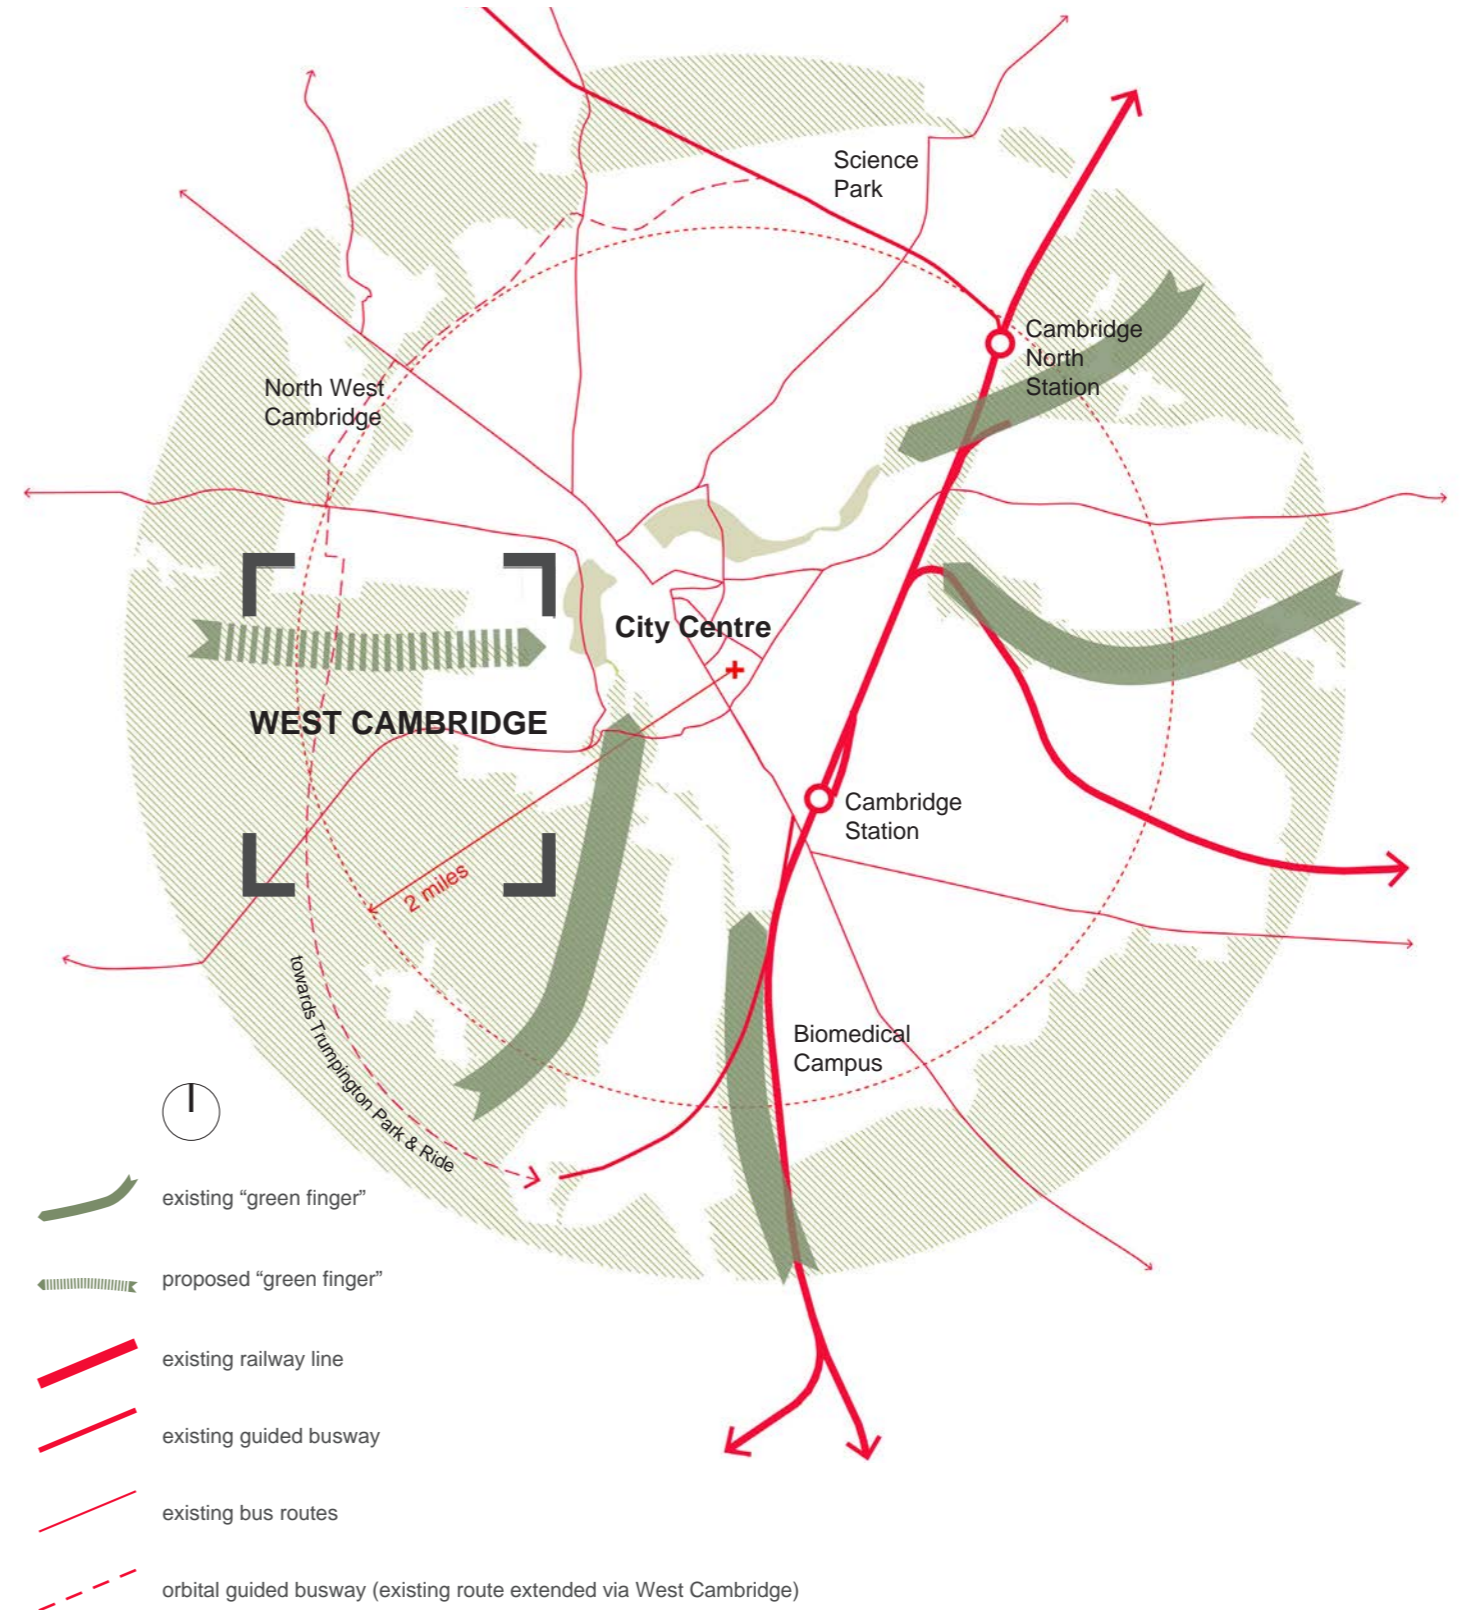 Science
Park
Cambridge
North
Station
North West
Cambridge
City Centre
WEST CAMBRIDGE
Cambridge
Station
2 miles
towards Trumpington Park & Ride
Biomedical
Campus
existing “green finger”
proposed “green finger”
existing railway line
existing guided busway
existing bus routes
orbital guided busway (existing route extended via West Cambridge)